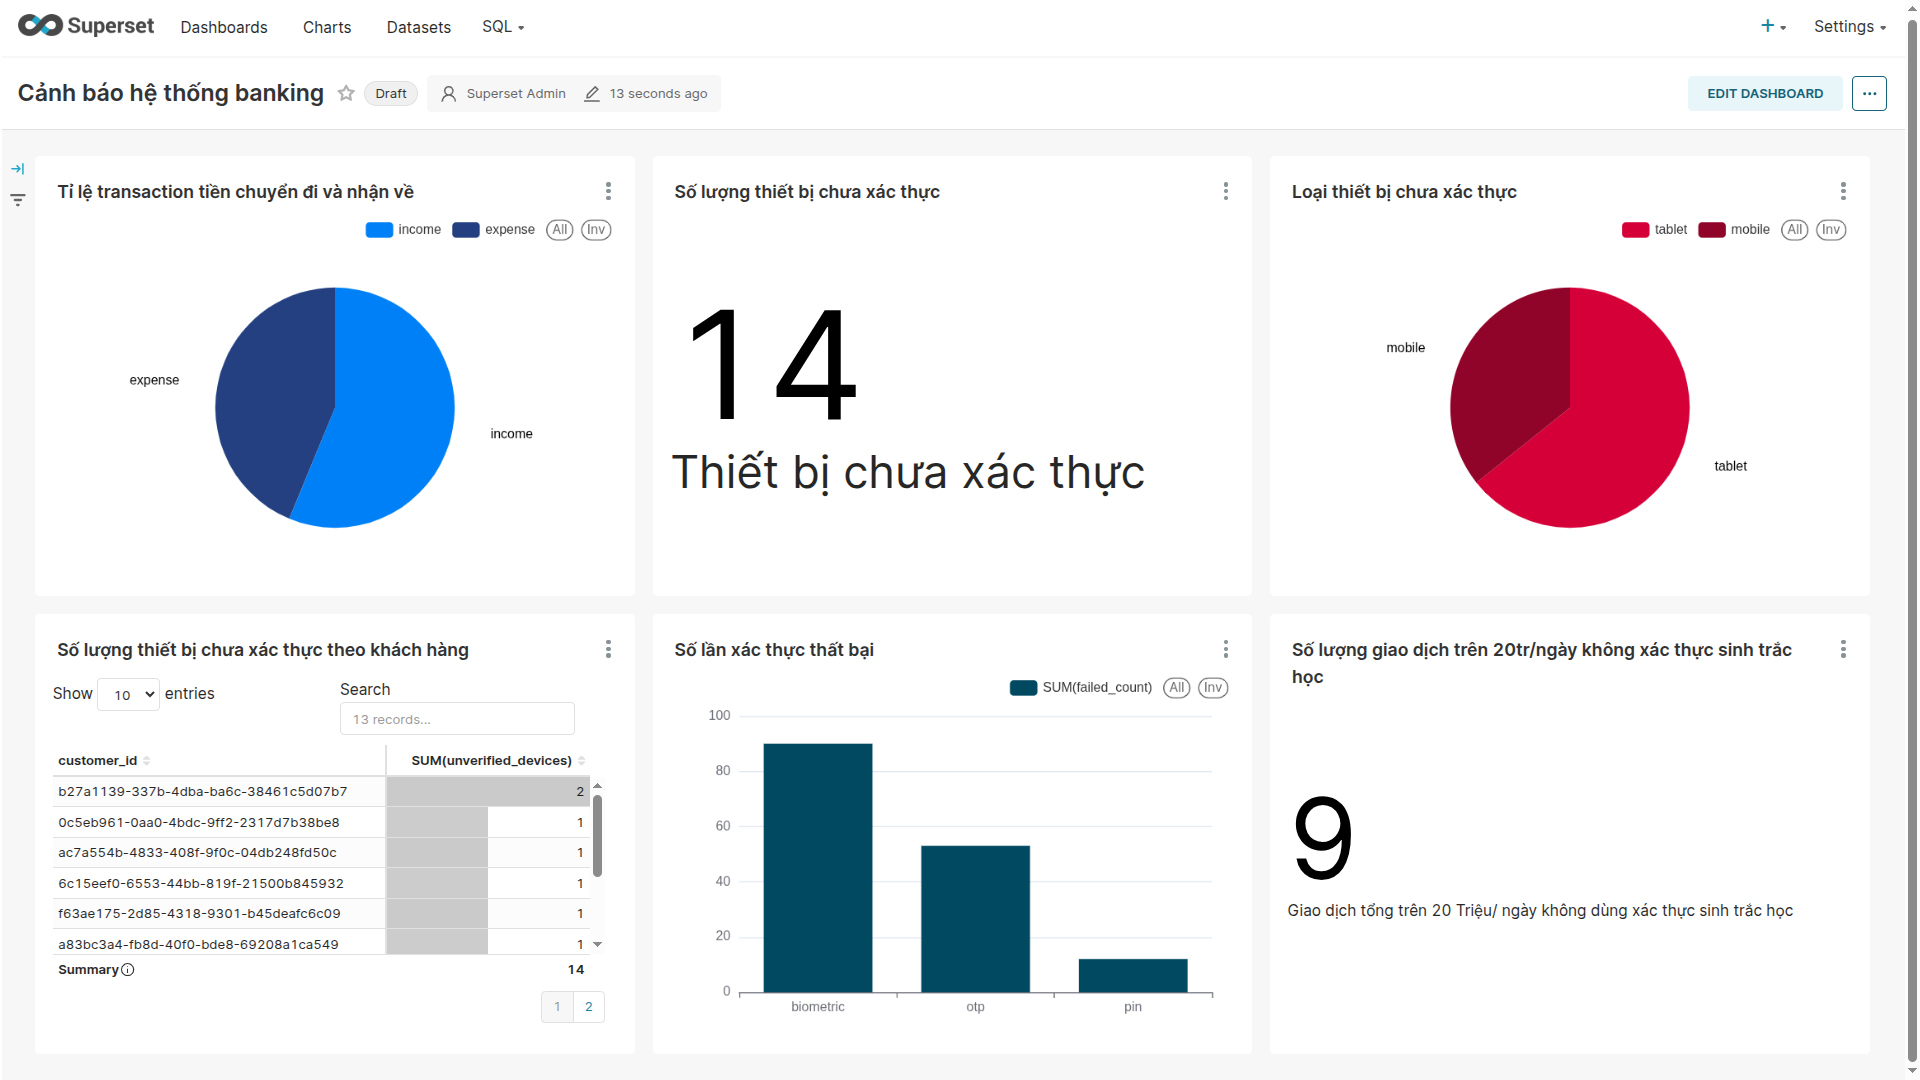 Superset
Dashboards
Charts
Datasets
SQL
+
Settings
Cảnh báo hệ thống banking
Draft
Superset Admin
13 seconds ago
EDIT DASHBOARD
...
Tỉ lệ transaction tiền chuyển đi và nhận về
income
expense
All
Inv
expense
income
Số lượng thiết bị chưa xác thực
14
Thiết bị chưa xác thực
Loại thiết bị chưa xác thực
tablet
mobile
All
Inv
mobile
tablet
Số lượng thiết bị chưa xác thực theo khách hàng
Show 10 entries
Search
13 records...
customer_id SUM(unverified_devices)
b27a1139-337b-4dba-ba6c-38461c5d07b7 2
0c5eb961-0aa0-4bdc-9ff2-2317d7b38be8 1
ac7a554b-4833-408f-9f0c-04db248fd50c 1
6c15eef0-6553-44bb-819f-21500b845932 1
f63ae175-2d85-4318-9301-b45deafc6c09 1
a83bc3a4-fb8d-40f0-bde8-69208a1ca549 1
Summary 14
1 2
Số lần xác thực thất bại
SUM(failed_count)
All
Inv
100
80
60
40
20
0
biometric
otp
pin
Số lượng giao dịch trên 20tr/ngày không xác thực sinh trắc
học
9
Giao dịch tổng trên 20 Triệu/ ngày không dùng xác thực sinh trắc học